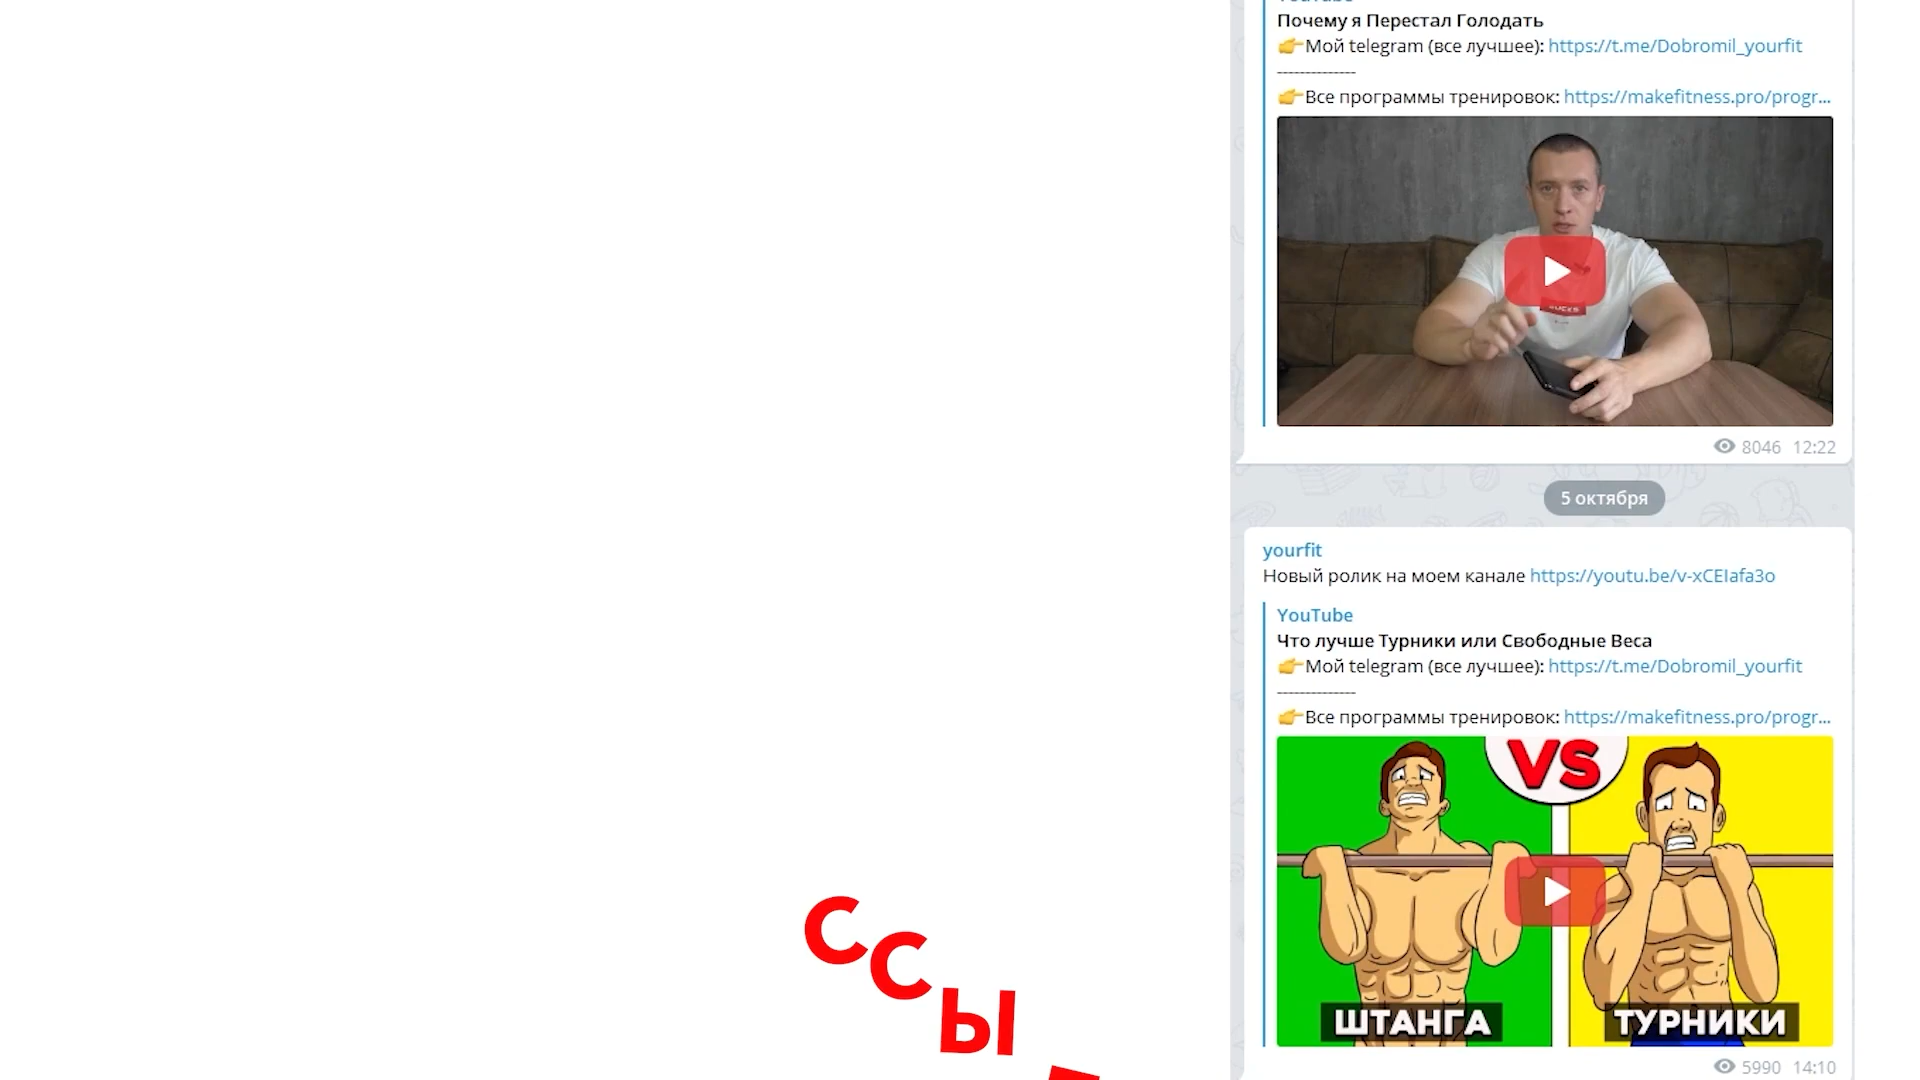 Почему я Перестал Голодать
👉Мой telegram (все лучшее): https://t.me/Dobromil_yourfit
--------------
👉Все программы тренировок: https://makefitness.pro/progr...
8046 12:22
5 октября
yourfit
Новый ролик на моем канале https://youtu.be/v-xCEIafa3o
YouTube
Что лучше Турники или Свободные Веса
👉Мой telegram (все лучшее): https://t.me/Dobromil_yourfit
--------------
👉Все программы тренировок: https://makefitness.pro/progr...
VS
ШТАНГА
ТУРНИКИ
5990 14:10
ССЫ